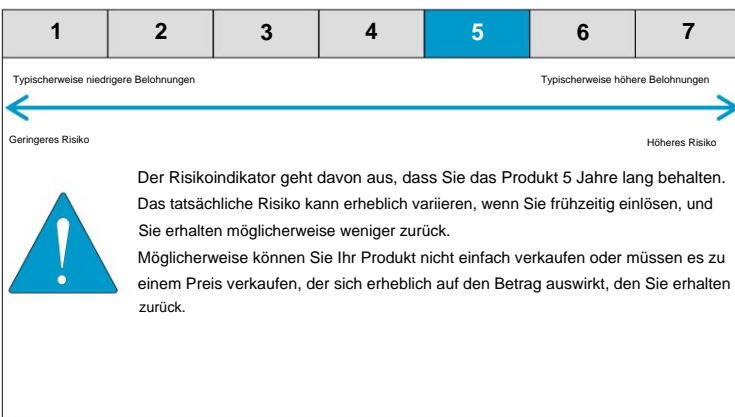 1 2 3 4 5 6 7
Typischerweise niedrigere Belohnungen Typischerweise höhere Belohnungen
Geringeres Risiko Höheres Risiko
Der Risikoindikator geht davon aus, dass Sie das Produkt 5 Jahre lang behalten.
Das tatsächliche Risiko kann erheblich variieren, wenn Sie frühzeitig einlösen, und
Sie erhalten möglicherweise weniger zurück.
Möglicherweise können Sie Ihr Produkt nicht einfach verkaufen oder müssen es zu
einem Preis verkaufen, der sich erheblich auf den Betrag auswirkt, den Sie erhalten
zurück.